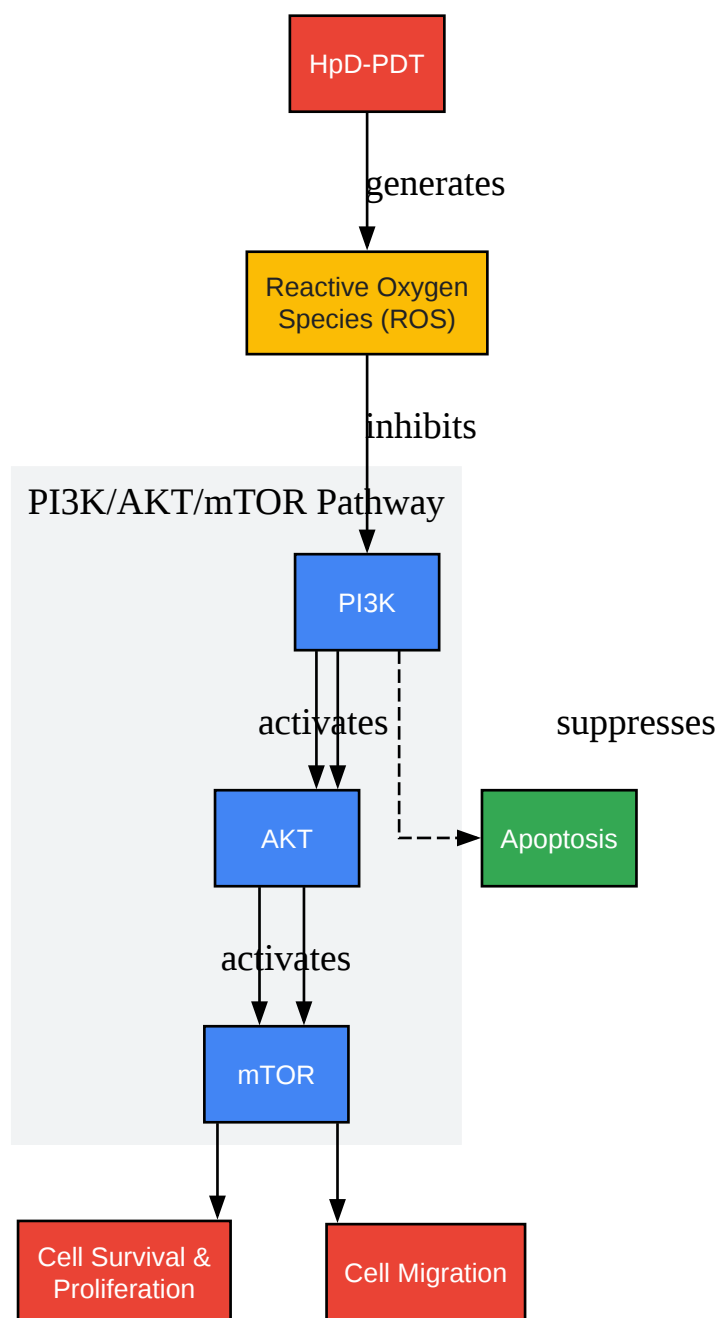 HpD-PDT
generates
Reactive Oxygen
Species (ROS)
inhibits
PI3K/AKT/mTOR Pathway
PI3K
activates
suppresses
AKT
Apoptosis
activates
mTOR
Cell Survival &
Proliferation
Cell Migration